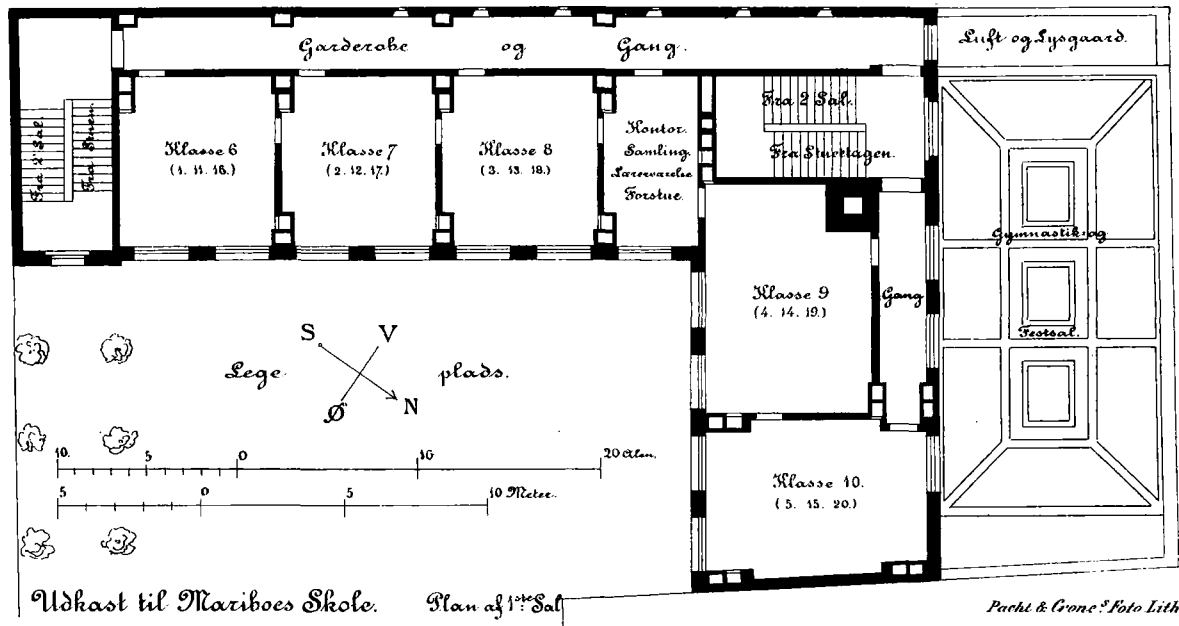 Garderobe og Gang.
Luft og Lysgaard.
Fra 2 Sal.
Fra Stuen.
Klasse 6
(1. 11. 16.)
Klasse 7
(2. 12. 17.)
Klasse 8
(3. 13. 18.)
Kontor.
Samling.
Lærerværelse
Forstue.
Fra 2 Sal.
Fra Stueetagen.
Klasse 9
(4. 14. 19.)
Gang
Gymnastik og
Festsal.
S V
Ø N
Lege plads.
10. 5 0 10 20 Alen.
5 0 5 10 Meter.
Klasse 10.
(5. 15. 20.)
Udkast til Mariboes Skole. Plan af 1ste Sal
Pacht & Crone's Foto Lith